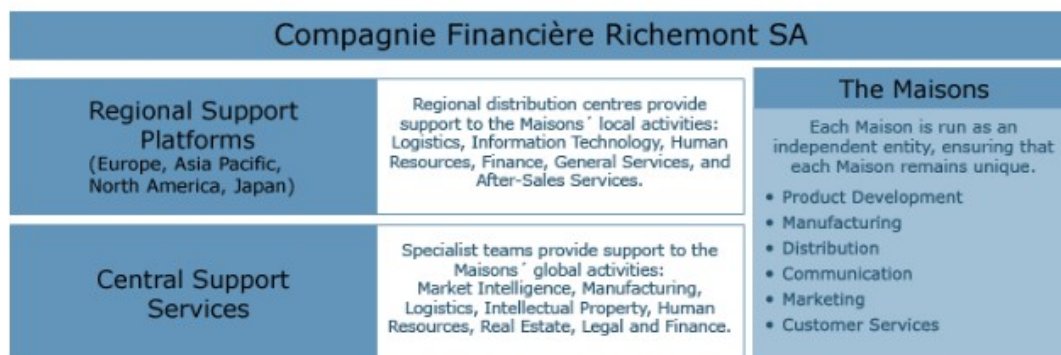 Compagnie Financière Richemont SA
Regional Support
Platforms
(Europe, Asia Pacific,
North America, Japan)
Regional distribution centres provide
support to the Maisons´ local activities:
Logistics, Information Technology, Human
Resources, Finance, General Services, and
After-Sales Services.
Central Support
Services
Specialist teams provide support to the
Maisons´ global activities:
Market Intelligence, Manufacturing,
Logistics, Intellectual Property, Human
Resources, Real Estate, Legal and Finance.
The Maisons
Each Maison is run as an
independent entity, ensuring that
each Maison remains unique.
• Product Development
• Manufacturing
• Distribution
• Communication
• Marketing
• Customer Services